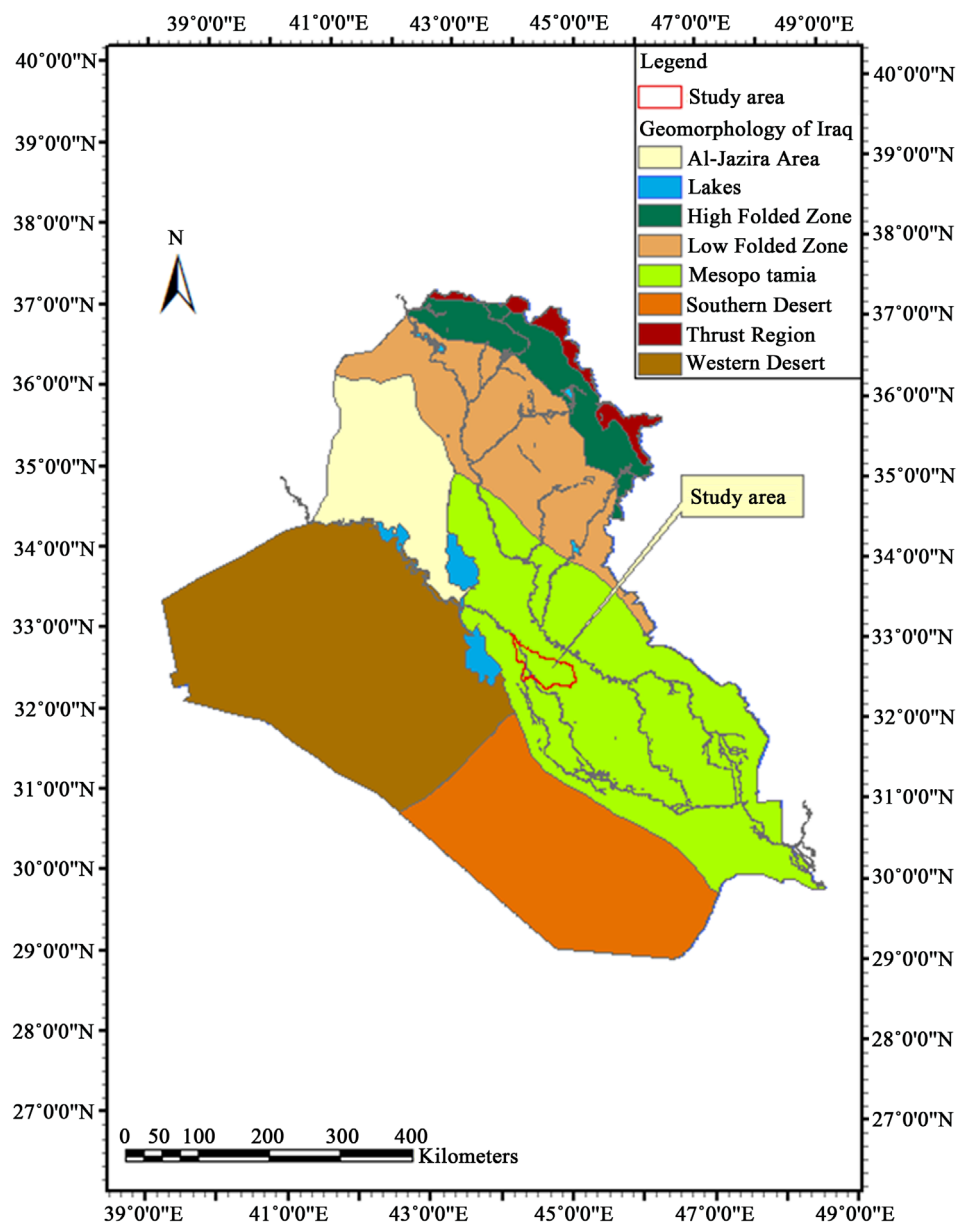 39˚0'0"E 41˚0'0"E 43˚0'0"E 45˚0'0"E 47˚0'0"E 49˚0'0"E
40˚0'0"N
39˚0'0"N
38˚0'0"N
37˚0'0"N
36˚0'0"N
35˚0'0"N
34˚0'0"N
33˚0'0"N
32˚0'0"N
31˚0'0"N
30˚0'0"N
29˚0'0"N
28˚0'0"N
27˚0'0"N
N
Legend
Study area
Geomorphology of Iraq
Al-Jazira Area
Lakes
High Folded Zone
Low Folded Zone
Mesopo tamia
Southern Desert
Thrust Region
Western Desert
Study area
40˚0'0"N
39˚0'0"N
38˚0'0"N
37˚0'0"N
36˚0'0"N
35˚0'0"N
34˚0'0"N
33˚0'0"N
32˚0'0"N
31˚0'0"N
30˚0'0"N
29˚0'0"N
28˚0'0"N
27˚0'0"N
0 50 100 200 300 400
Kilometers
39˚0'0"E 41˚0'0"E 43˚0'0"E 45˚0'0"E 47˚0'0"E 49˚0'0"E